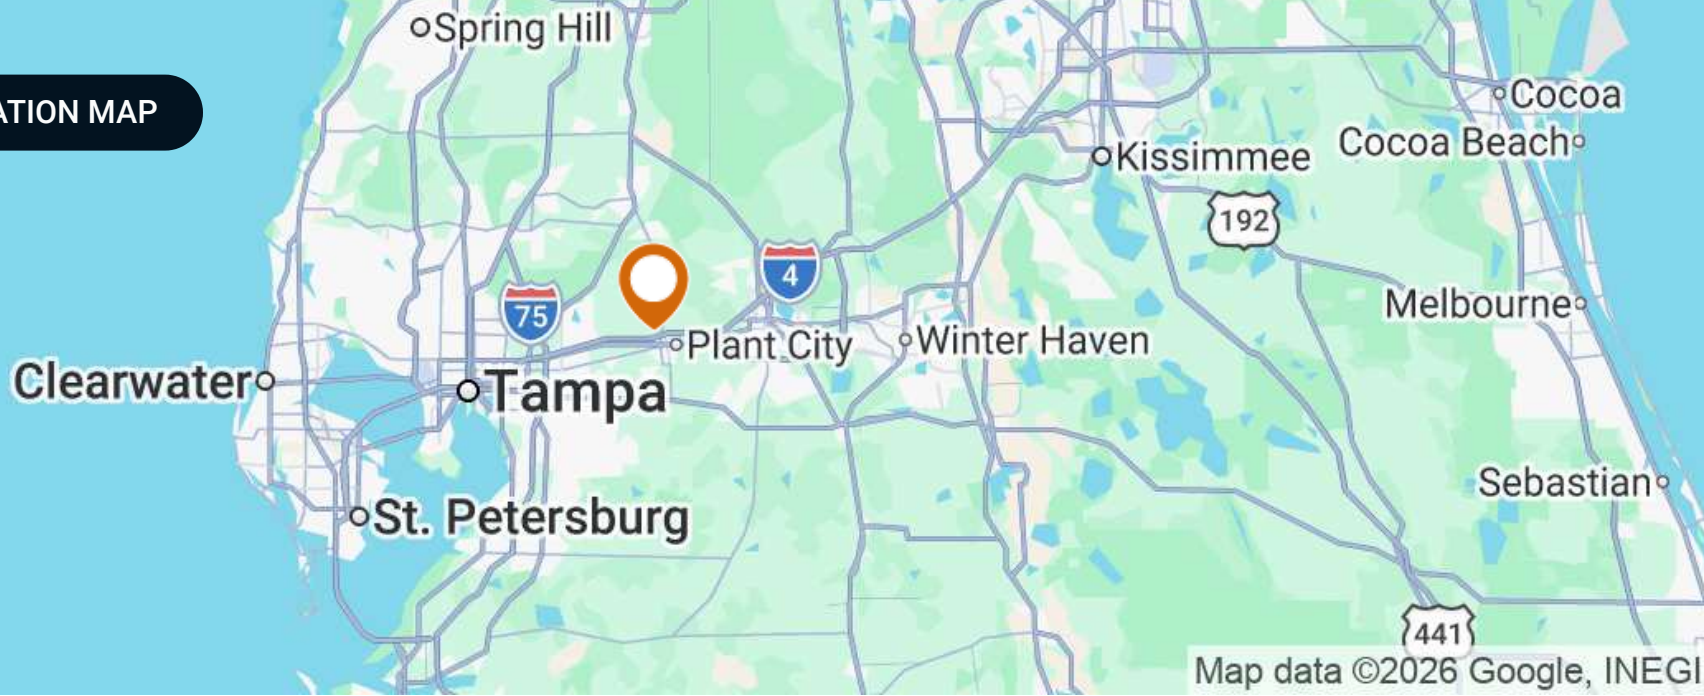 Spring Hill
ATION MAP
Cocoa
Cocoa Beach
Kissimmee
192
4
75
Melbourne
Plant City
Winter Haven
Clearwater
Tampa
Sebastian
St. Petersburg
441
Map data ©2026 Google, INEGI